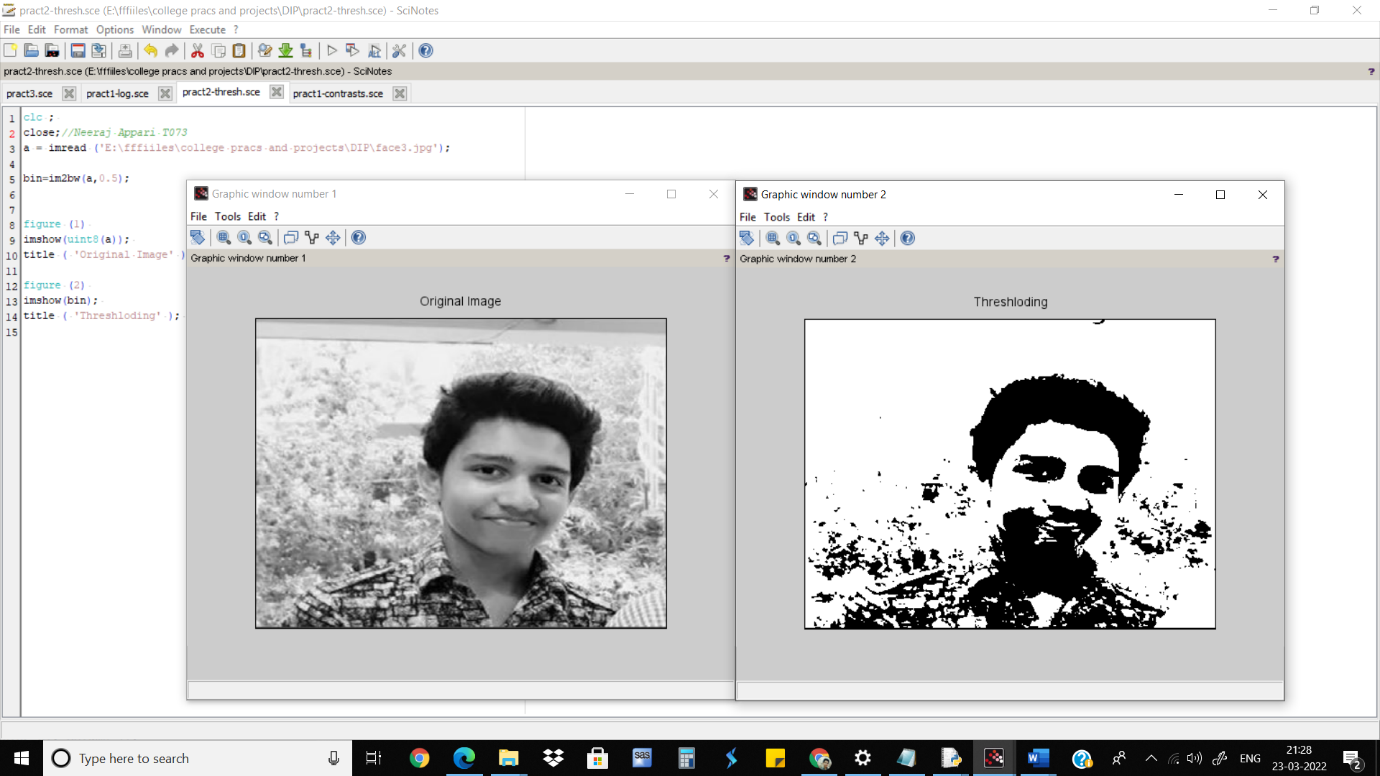 pract2-thresh.sce (E:\fffiiles\college pracs and projects\DIP\pract2-thresh.sce) - SciNotes
File Edit Format Options Window Execute ?
pract2-thresh.sce (E:\fffiiles\college pracs and projects\DIP\pract2-thresh.sce) - SciNotes ?
pract3.sce pract1-log.sce pract2-thresh.sce pract1-contrasts.sce
1 clc ;
2 close;//Neeraj Appari T073
3 a = imread ('E:\fffiiles\college pracs and projects\DIP\face3.jpg');
4
5 bin=im2bw(a,0.5);
6
7
8 figure (1)
9 imshow(uint8(a));
10 title ( 'Original Image' )
11
12 figure (2)
13 imshow(bin);
14 title ( 'Threshloding' );
15
Graphic window number 1
File Tools Edit ?
Graphic window number 1 ?
Original Image
Graphic window number 2
File Tools Edit ?
Graphic window number 2 ?
Threshloding
Type here to search
sas
ENG
21:28
23-03-2022
2